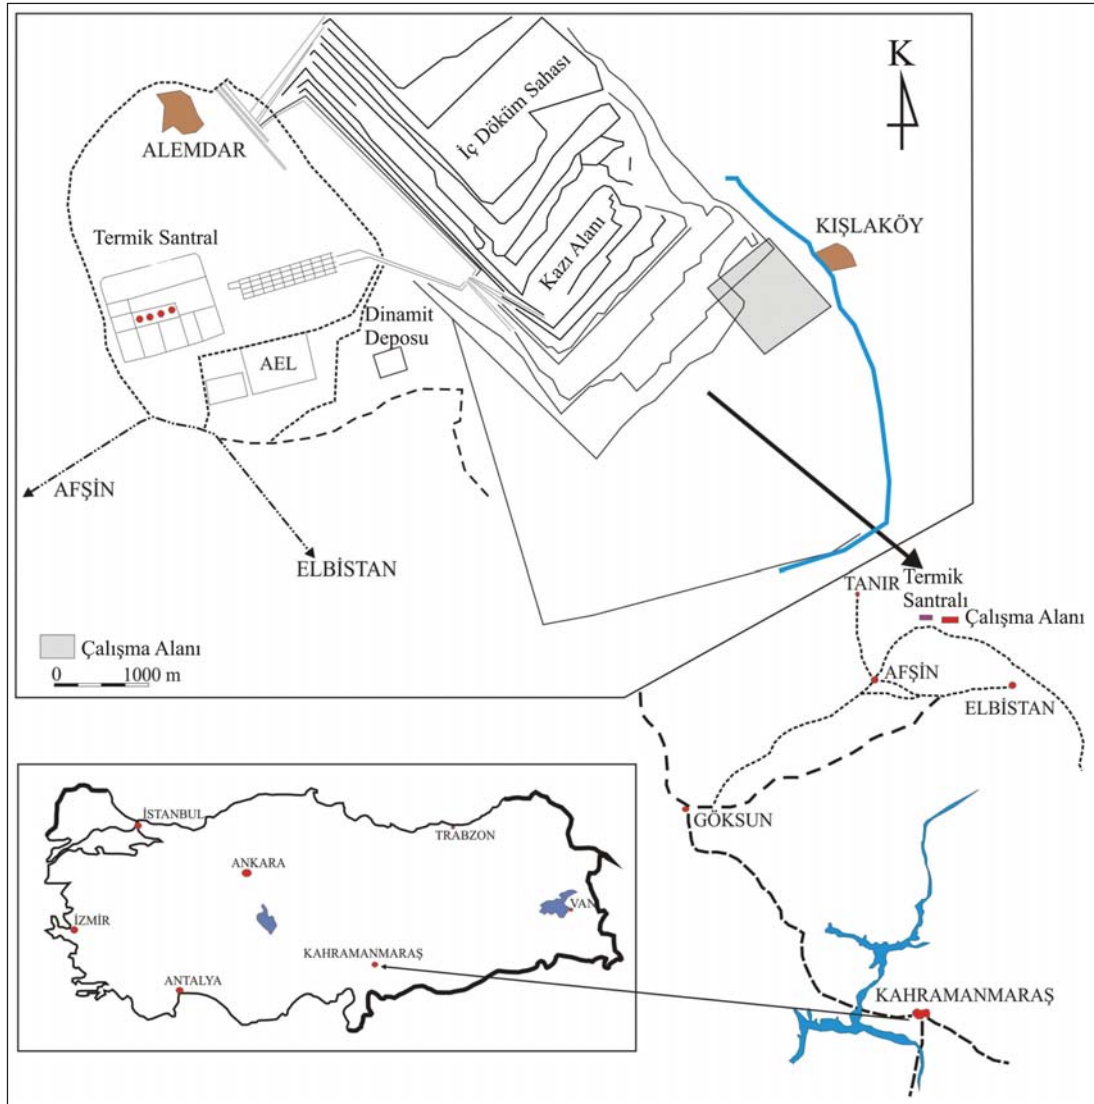 K
İç Döküm Sahası
ALEMDAR
KIŞLAKÖY
Kazı Alanı
Termik Santral
Dinamit
Deposu
AEL
AFŞİN
ELBİSTAN
Çalışma Alanı
0 1000 m
TANIR
Termik
Santralı
Çalışma Alanı
AFŞİN
ELBİSTAN
GÖKSUN
KAHRAMANMARAŞ
İSTANBUL
TRABZON
ANKARA
VAN
İZMİR
KAHRAMANMARAŞ
ANTALYA